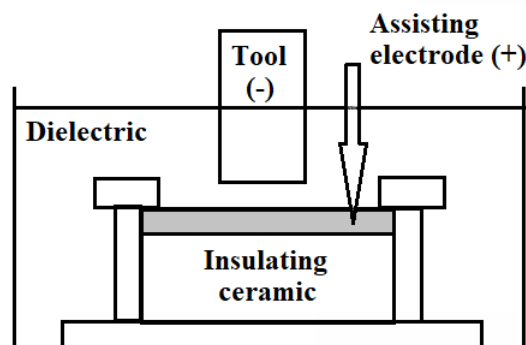 Assisting
electrode (+)
Tool
(-)
Dielectric
Insulating
ceramic